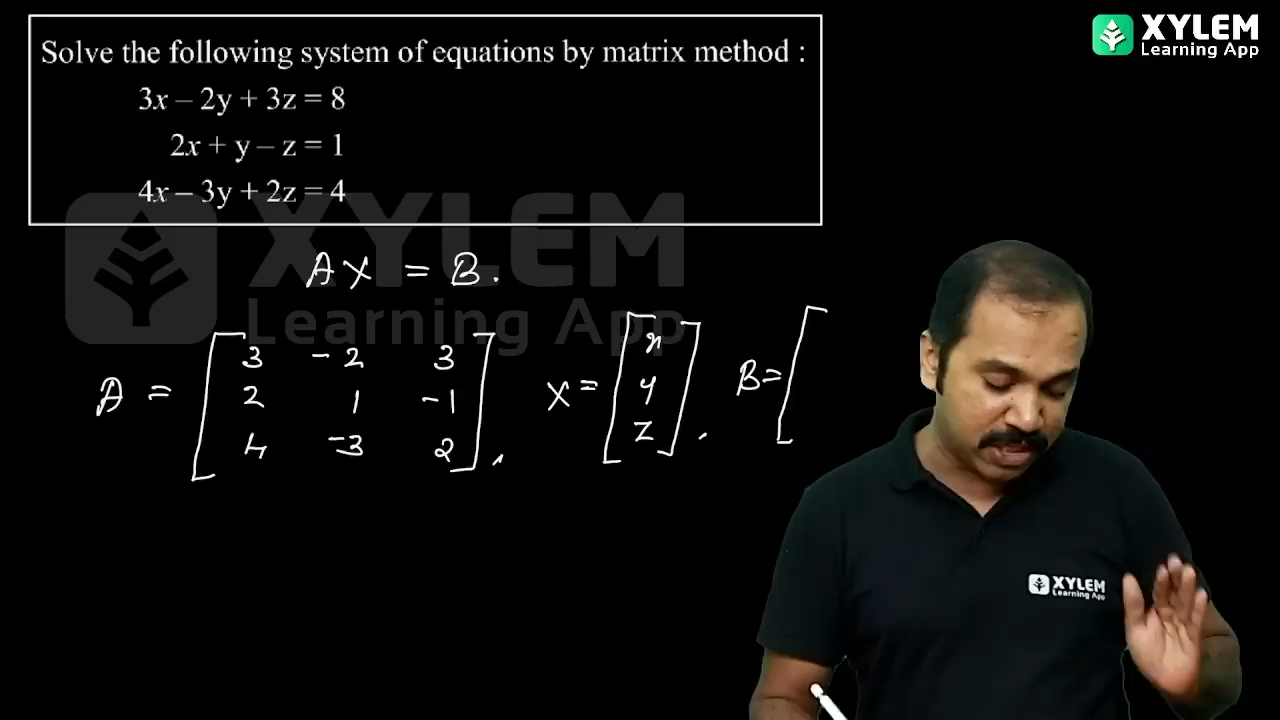 XYLEM
Learning App
Solve the following system of equations by matrix method :
3x – 2y + 3z = 8
2x + y – z = 1
4x – 3y + 2z = 4
XYLEM
Learning App
AX = B.
A = [ 3 -2 3
2 1 -1
4 -3 2 ],
X = [ x
y
z ],
B = [
XYLEM
Learning App